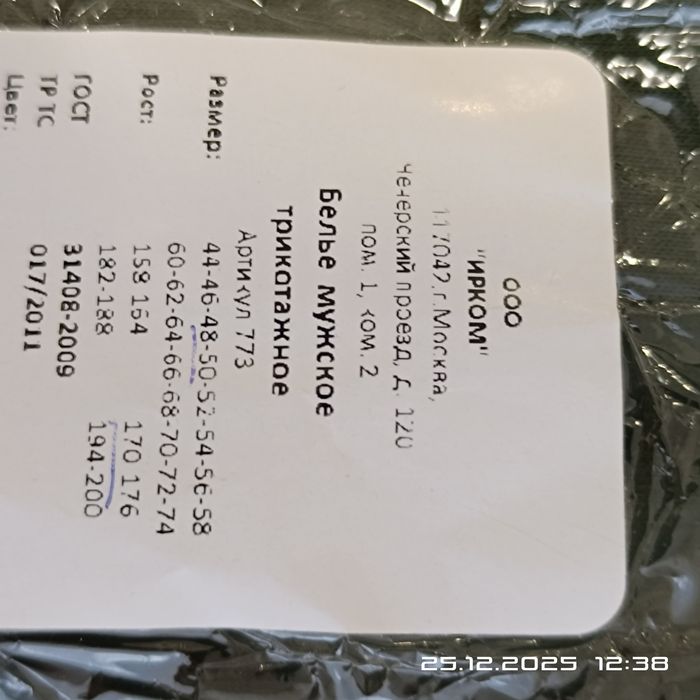 ООО
"ИРКОМ"
117042,г.Москва,
Чечерский проезд, д. 120
пом. 1, ком. 2
Белье мужское
трикотажное
Артикул 773
Размер: 44-46-48-50-52-54-56-58
60-62-64-66-68-70-72-74
Рост: 158 164 170 176
182-188 194-200
ГОСТ 31408-2009
ТР ТС 017/2011
Цвет:
25.12.2025 12:38